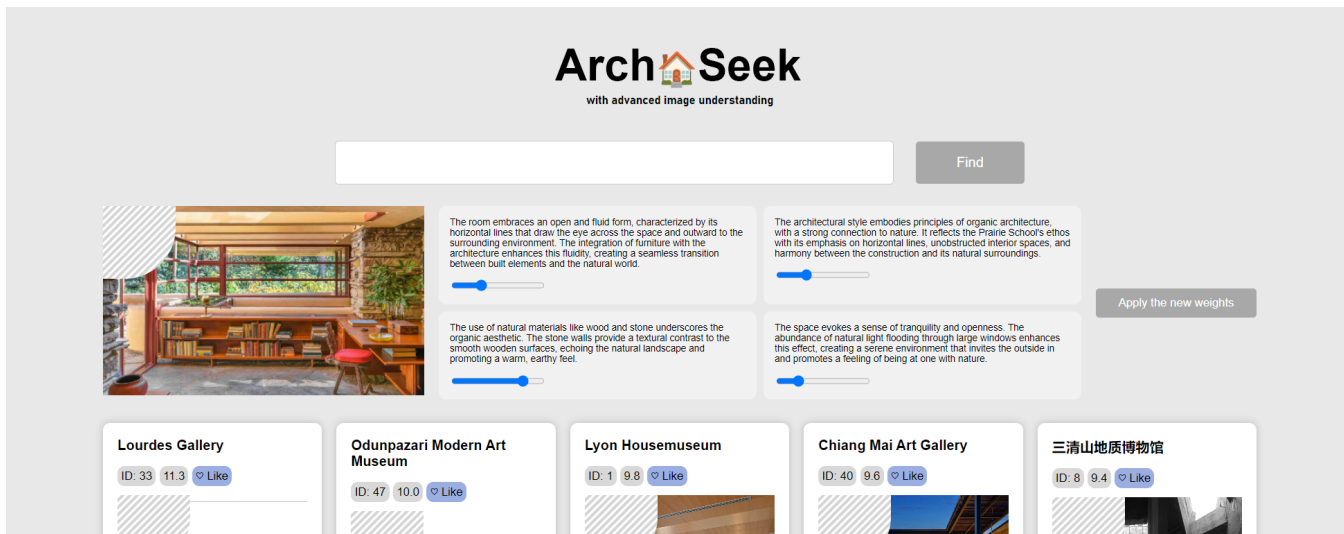 Arch🏠Seek
with advanced image understanding
Find
The room embraces an open and fluid form, characterized by its
horizontal lines that draw the eye across the space and outward to the
surrounding environment. The integration of furniture with the
architecture enhances this fluidity, creating a seamless transition
between built elements and the natural world.
The architectural style embodies principles of organic architecture,
with a strong connection to nature. It reflects the Prairie School's ethos
with its emphasis on horizontal lines, unobstructed interior spaces, and
harmony between the construction and its natural surroundings.
Apply the new weights
The use of natural materials like wood and stone underscores the
organic aesthetic. The stone walls provide a textural contrast to the
smooth wooden surfaces, echoing the natural landscape and
promoting a warm, earthy feel.
The space evokes a sense of tranquility and openness. The
abundance of natural light flooding through large windows enhances
this effect, creating a serene environment that invites the outside in
and promotes a feeling of being at one with nature.
Lourdes Gallery
ID: 33 11.3 ♡ Like
Odunpazari Modern Art
Museum
ID: 47 10.0 ♡ Like
Lyon Housemuseum
ID: 1 9.8 ♡ Like
Chiang Mai Art Gallery
ID: 40 9.6 ♡ Like
三清山地质博物馆
ID: 8 9.4 ♡ Like